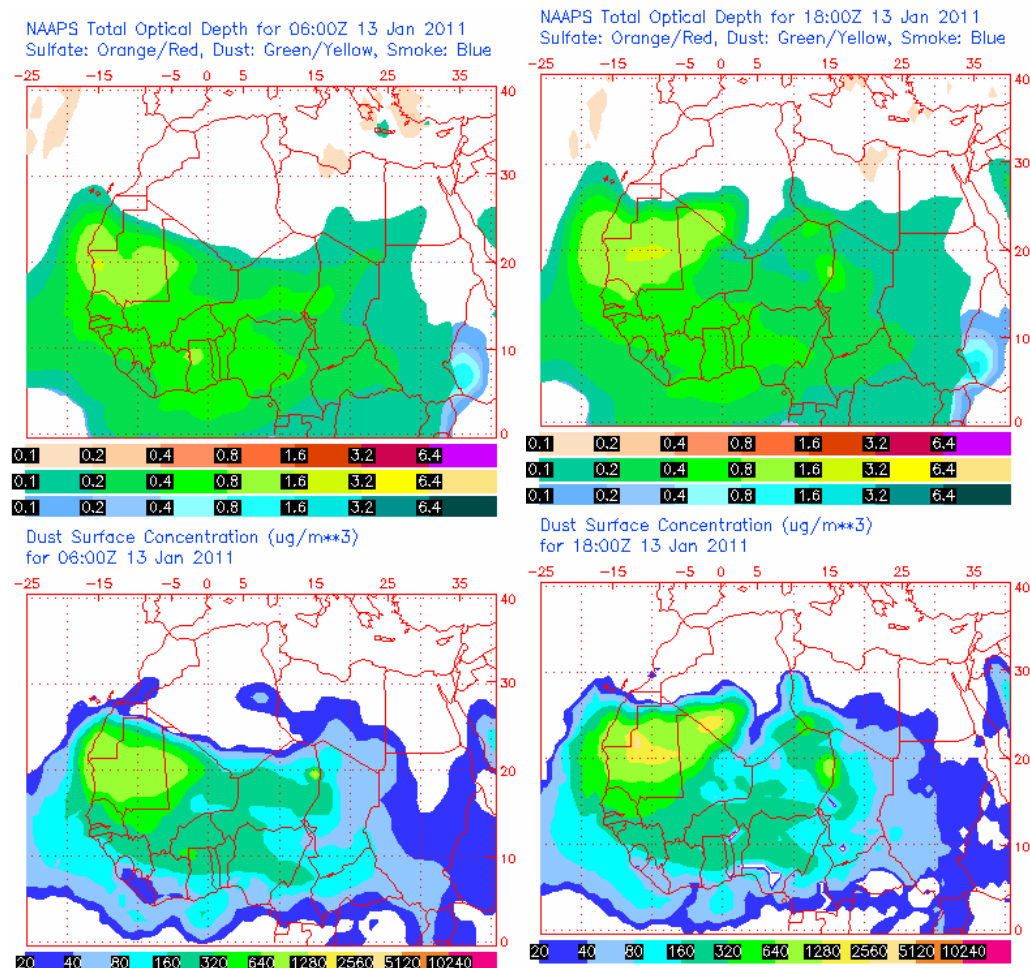 NAAPS Total Optical Depth for 06:00Z 13 Jan 2011
Sulfate: Orange/Red, Dust: Green/Yellow, Smoke: Blue
-25 -15 -5 0 5 15 25 35
40
30
20
10
0
0.1 0.2 0.4 0.8 1.6 3.2 6.4
0.1 0.2 0.4 0.8 1.6 3.2 6.4
0.1 0.2 0.4 0.8 1.6 3.2 6.4
NAAPS Total Optical Depth for 18:00Z 13 Jan 2011
Sulfate: Orange/Red, Dust: Green/Yellow, Smoke: Blue
-25 -15 -5 0 5 15 25 35
40
30
20
10
0
0.1 0.2 0.4 0.8 1.6 3.2 6.4
0.1 0.2 0.4 0.8 1.6 3.2 6.4
0.1 0.2 0.4 0.8 1.6 3.2 6.4
Dust Surface Concentration (ug/m**3)
for 06:00Z 13 Jan 2011
-25 -15 -5 0 5 15 25 35
40
30
20
10
0
20 40 80 160 320 640 1280 2560 5120 10240
Dust Surface Concentration (ug/m**3)
for 18:00Z 13 Jan 2011
-25 -15 -5 0 5 15 25 35
40
30
20
10
0
20 40 80 160 320 640 1280 2560 5120 10240